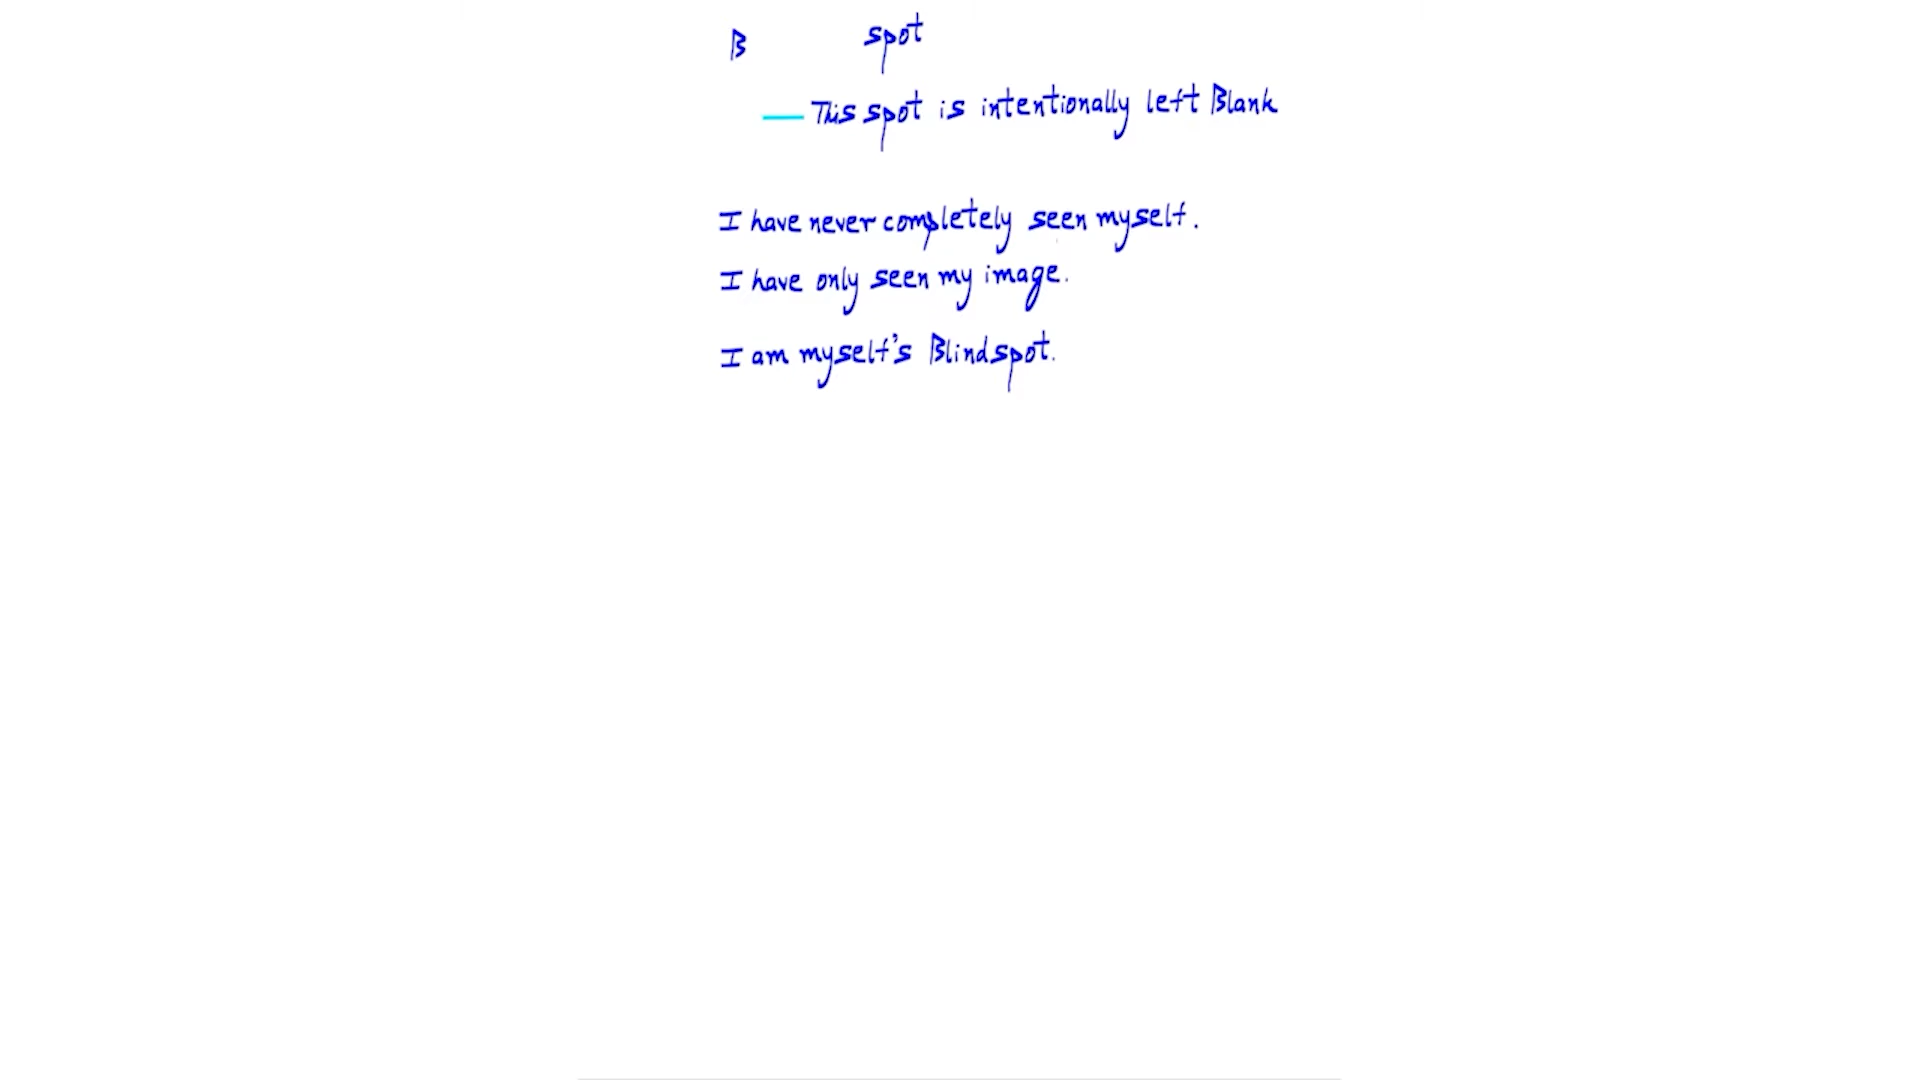 B spot
— This spot is intentionally left Blank
I have never completely seen myself.
I have only seen my image.
I am myself's Blindspot.